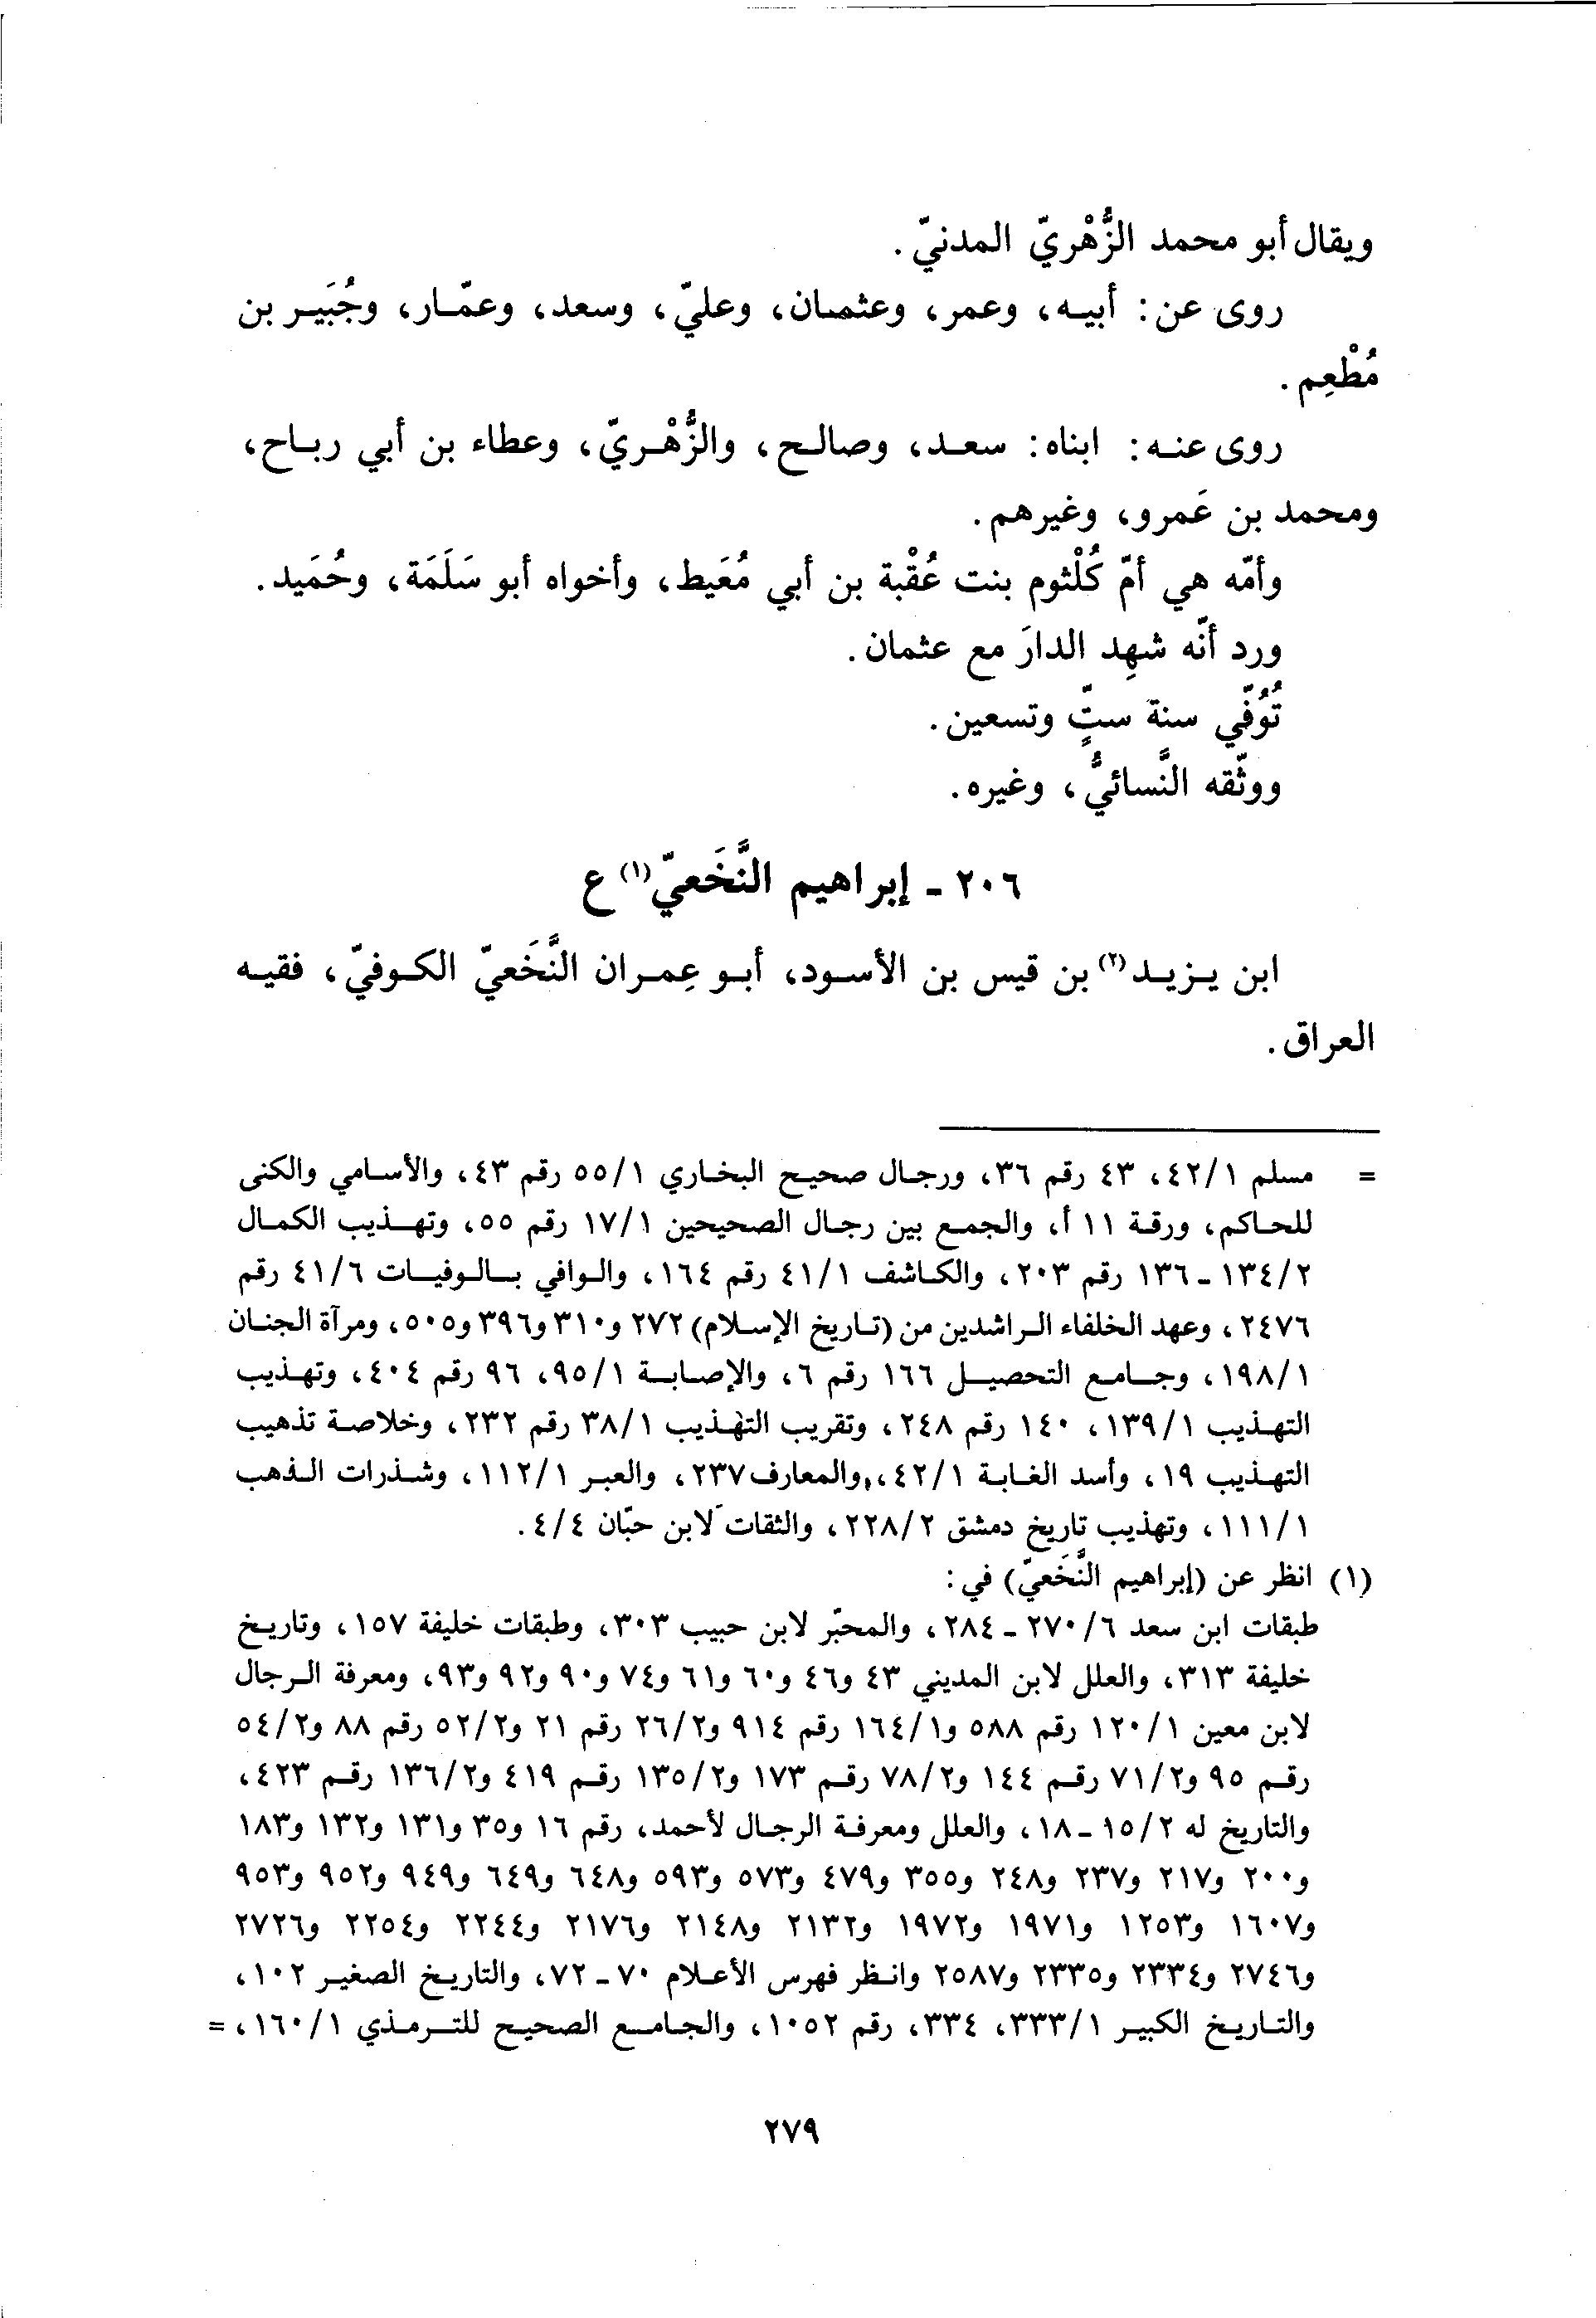 ويقال أبو محمد الزُّهْريّ المدنيّ.
روى عن: أبيه، وعمر، وعثمان، وعليّ، وسعد، وعمّار، وجُبَير بن
مُطْعِم.
روى عنه: ابناه: سعد، وصالح، والزُّهْريّ، وعطاء بن أبي رباح،
ومحمد بن عَمرو، وغيرهم.
وأمّه هي أمّ كُلْثوم بنت عُقْبة بن أبي مُعَيط، وأخواه أبو سَلَمَة، وحُمَيد.
ورد أنّه شهِد الدارَ مع عثمان.
تُوُفّي سنة ستٍّ وتسعين.
ووثّقه النَّسائيُّ، وغيره.
٢٠٦ - إبراهيم النَّخَعيّ(١) ع
ابن يزيد(٢) بن قيس بن الأسود، أبو عِمران النَّخَعيّ الكوفيّ، فقيه
العراق.
= مسلم ٤٢/١، ٤٣ رقم ٣٦، ورجال صحيح البخاري ٥٥/١ رقم ٤٣، والأسامي والكنى
للحاكم، ورقة ١١ أ، والجمع بين رجال الصحيحين ١٧/١ رقم ٥٥، وتهذيب الكمال
١٣٤/٢ - ١٣٦ رقم ٢٠٣، والكاشف ٤١/١ رقم ١٦٤، والوافي بالوفيات ٤١/٦ رقم
٢٤٧٦، وعهد الخلفاء الراشدين من (تاريخ الإسلام) ٢٧٢ و٣١٠ و٣٩٦ و٥٠٥، ومرآة الجنان
١٩٨/١، وجامع التحصيل ١٦٦ رقم ٦، والإصابة ٩٥/١، ٩٦ رقم ٤٠٤، وتهذيب
التهذيب ١٣٩/١، ١٤٠ رقم ٢٤٨، وتقريب التهذيب ٣٨/١ رقم ٢٣٢، وخلاصة تذهيب
التهذيب ١٩، وأسد الغابة ٤٢/١، والمعارف ٢٣٧، والعبر ١١٢/١، وشذرات الذهب
١١١/١، وتهذيب تاريخ دمشق ٢٢٨/٢، والثقات لابن حبّان ٤/٤.
(١) انظر عن (إبراهيم النَّخَعيّ) في:
طبقات ابن سعد ٢٧٠/٦ - ٢٨٤، والمحبّر لابن حبيب ٣٠٣، وطبقات خليفة ١٥٧، وتاريخ
خليفة ٣١٣، والعلل لابن المديني ٤٣ و٤٦ و٦٠ و٦١ و٧٤ و٩٠ و٩٢ و٩٣، ومعرفة الرجال
لابن معين ١٢٠/١ رقم ٥٨٨ و١٦٤/١ رقم ٩١٤ و٢٦/٢ رقم ٢١ و٥٢/٢ رقم ٨٨ و٥٤/٢
رقم ٩٥ و٧١/٢ رقم ١٤٤ و٧٨/٢ رقم ١٧٣ و١٣٥/٢ رقم ٤١٩ و١٣٦/٢ رقم ٤٢٣،
والتاريخ له ١٥/٢ - ١٨، والعلل ومعرفة الرجال لأحمد، رقم ١٦ و٣٥ و١٣١ و١٣٢ و١٨٣
و٢٠٠ و٢١٧ و٢٣٧ و٢٤٨ و٣٥٥ و٤٧٩ و٥٧٣ و٥٩٣ و٦٤٨ و٦٤٩ و٩٤٩ و٩٥٢ و٩٥٣
و١٦٠٧ و١٢٥٣ و١٩٧١ و١٩٧٢ و٢١٣٢ و٢١٤٨ و٢١٧٦ و٢٢٤٤ و٢٢٥٤ و٢٧٢٦
و٢٧٤٦ و٢٣٣٤ و٢٣٣٥ و٢٥٨٧ وانظر فهرس الأعلام ٧٠ - ٧٢، والتاريخ الصغير ١٠٢،
والتاريخ الكبير ٣٣٣/١، ٣٣٤، رقم ١٠٥٢، والجامع الصحيح للترمذي ١٦٠/١، =
٢٧٩